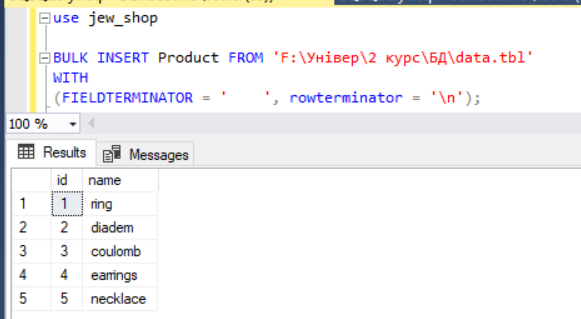 use jew_shop
BULK INSERT Product FROM 'F:\Універ\2 курс\БД\data.tbl'
WITH
(FIELDTERMINATOR = '    ', rowterminator = '\n');
100 %
Results Messages
id name
1 1 ring
2 2 diadem
3 3 coulomb
4 4 earrings
5 5 necklace